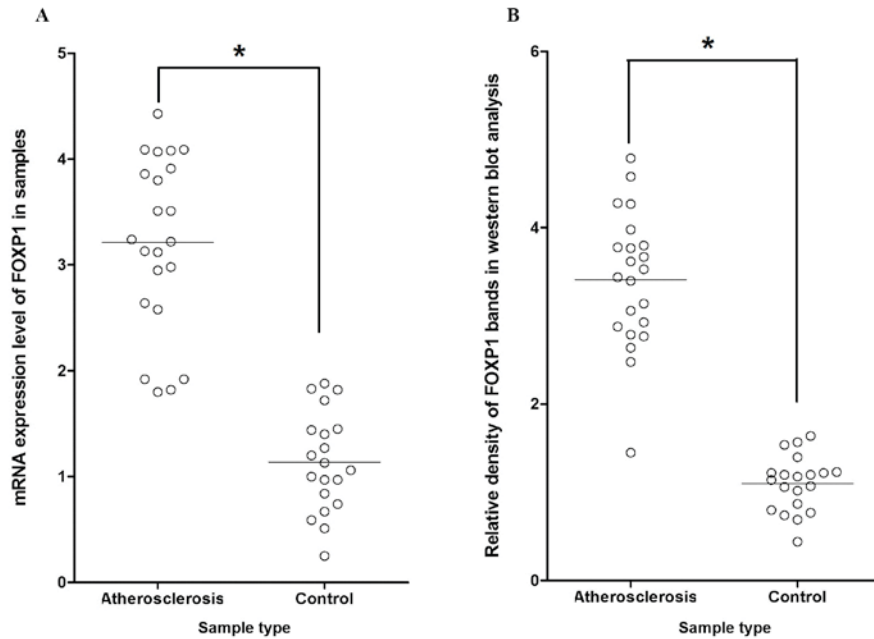 A
mRNA expression level of FOXP1 in samples
5
4
3
2
1
0
*
Atherosclerosis Control
Sample type
B
Relative density of FOXP1 bands in western blot analysis
6
4
2
0
*
Atherosclerosis Control
Sample type